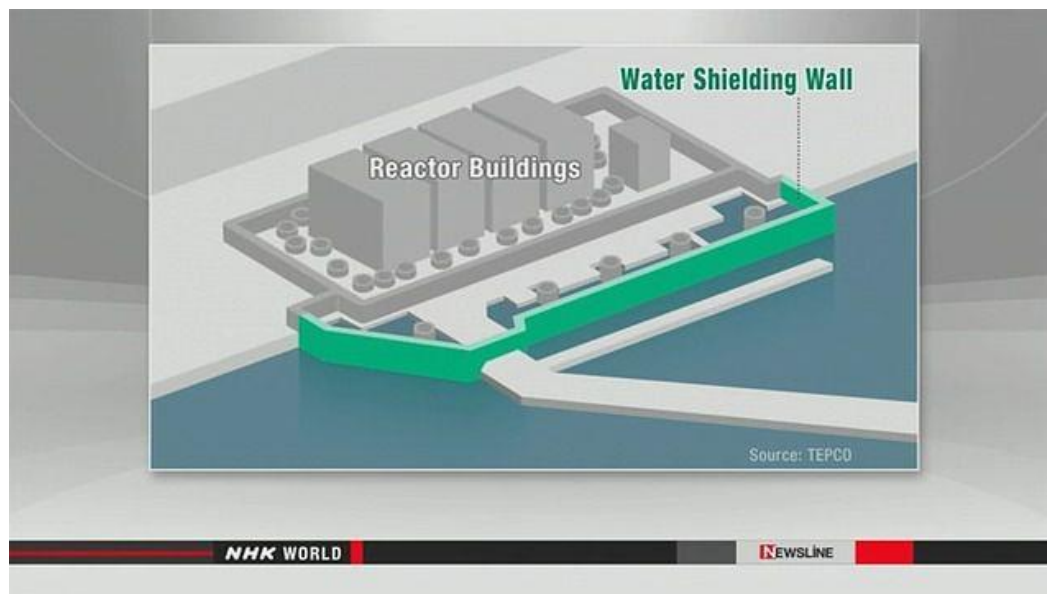 Water Shielding Wall
Reactor Buildings
Source: TEPCO
NHK WORLD
NEWSLINE